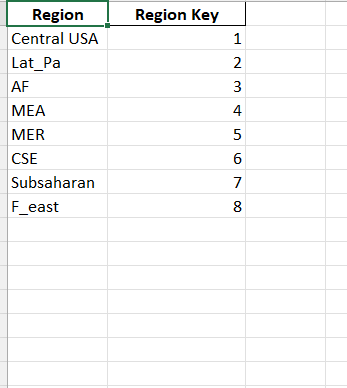 Region Region Key
Central USA 1
Lat_Pa 2
AF 3
MEA 4
MER 5
CSE 6
Subsaharan 7
F_east 8